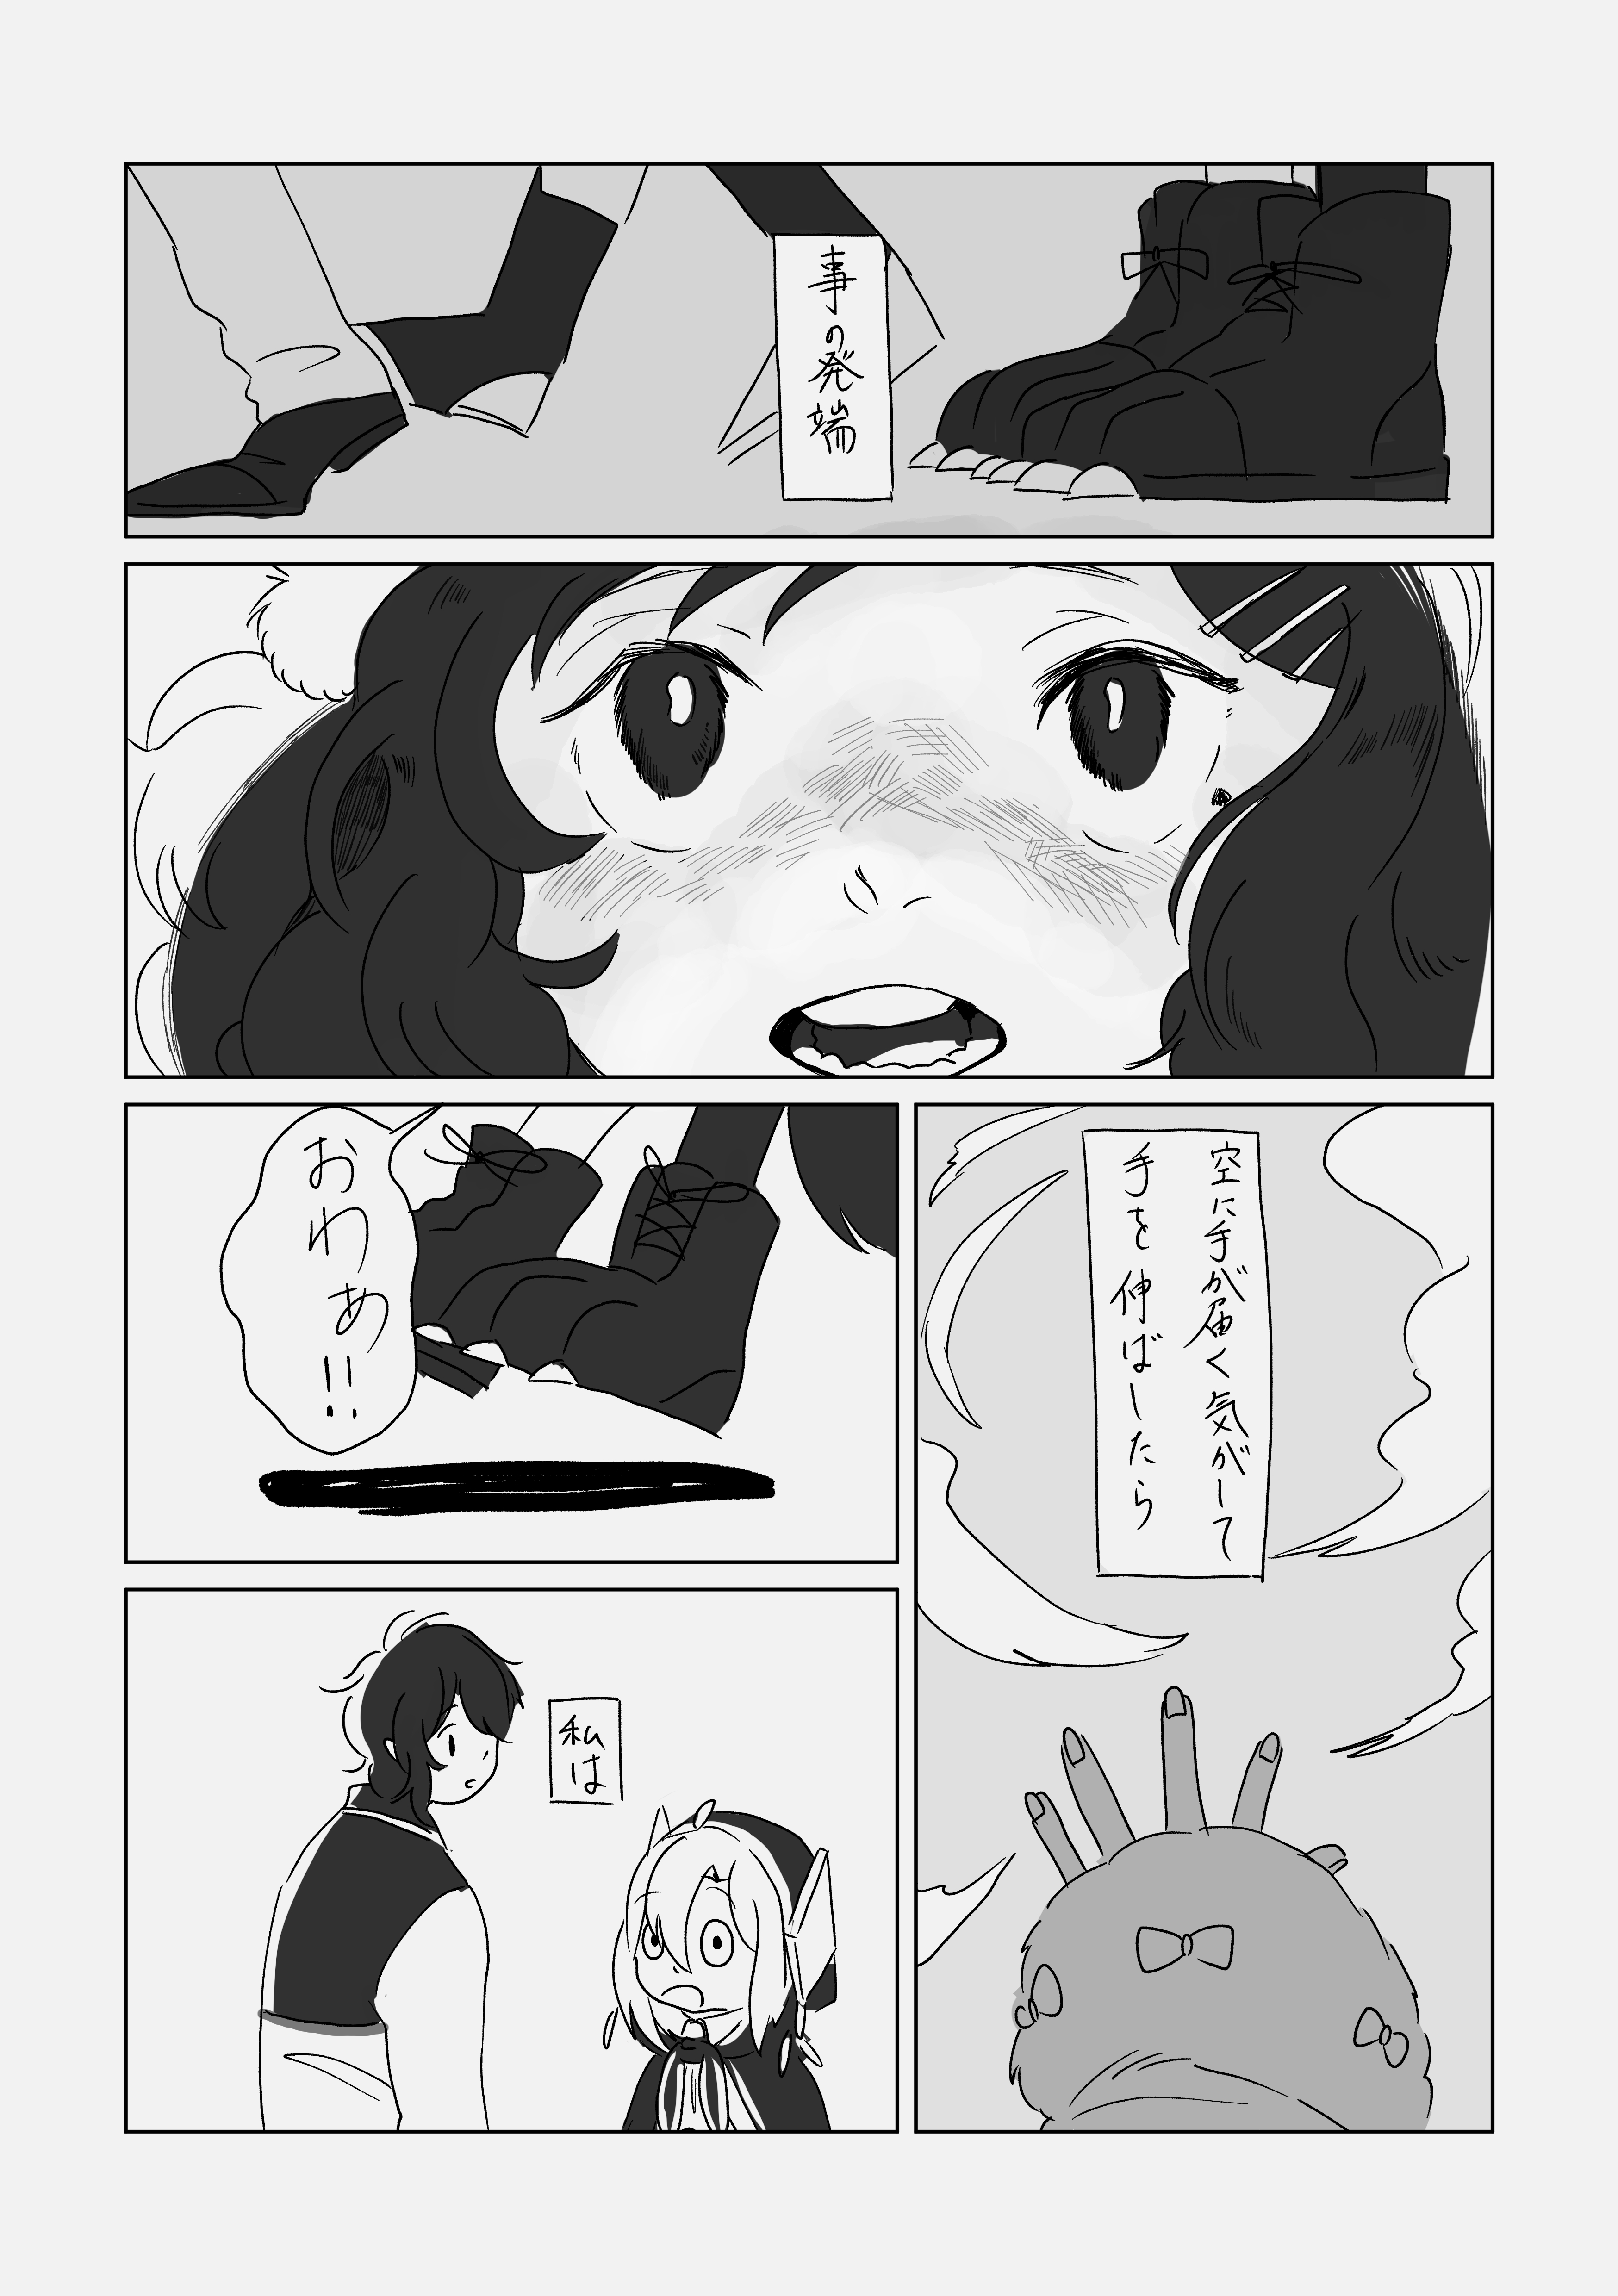 事の発端
空に手が届く気がして
手を伸ばしたら
おわあ!!
私は